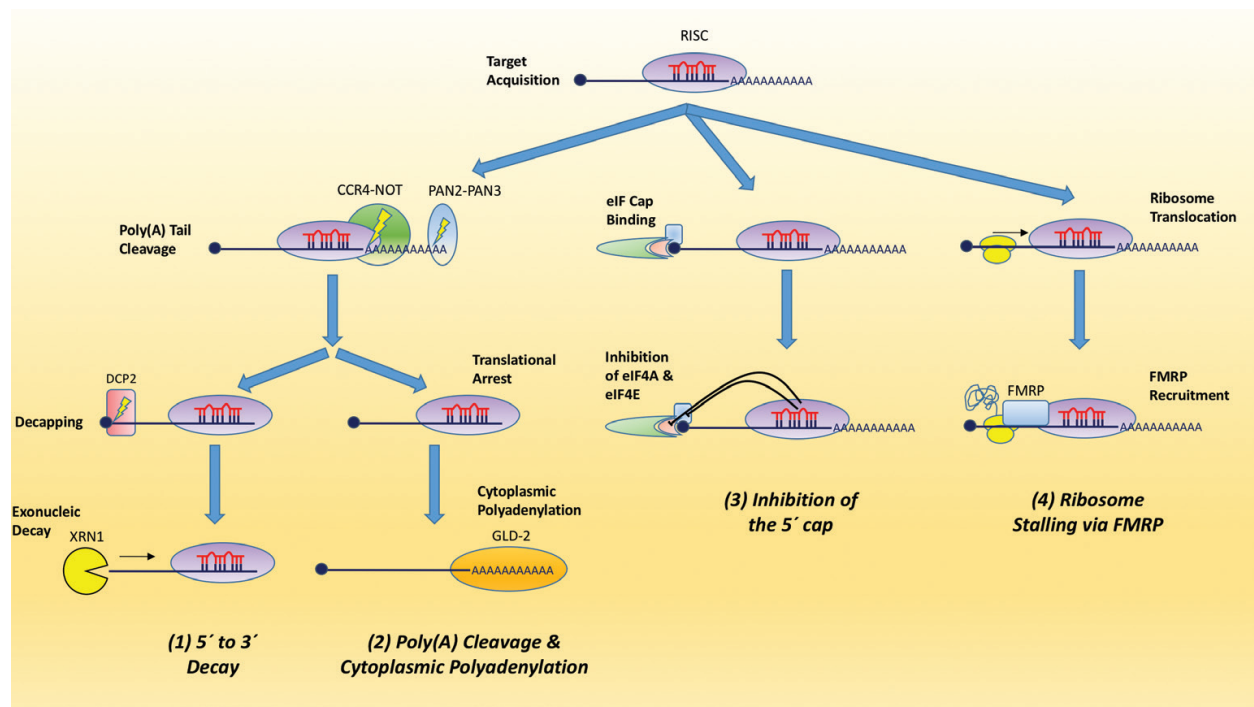 RISC
Target
Acquisition
AAAAAAAAAAA
CCR4-NOT
PAN2-PAN3
Poly(A) Tail
Cleavage
AAAAAAAAAA
eIF Cap
Binding
AAAAAAAAAAA
Ribosome
Translocation
AAAAAAAAAAA
DCP2
Decapping
Translational
Arrest
Inhibition
of eIF4A &
eIF4E
AAAAAAAAAAA
FMRP
FMRP
Recruitment
AAAAAAAAAAA
Exonucleic
Decay
XRN1
Cytoplasmic
Polyadenylation
GLD-2
AAAAAAAAAAA
(3) Inhibition of
the 5´ cap
(4) Ribosome
Stalling via FMRP
(1) 5´ to 3´
Decay
(2) Poly(A) Cleavage &
Cytoplasmic Polyadenylation